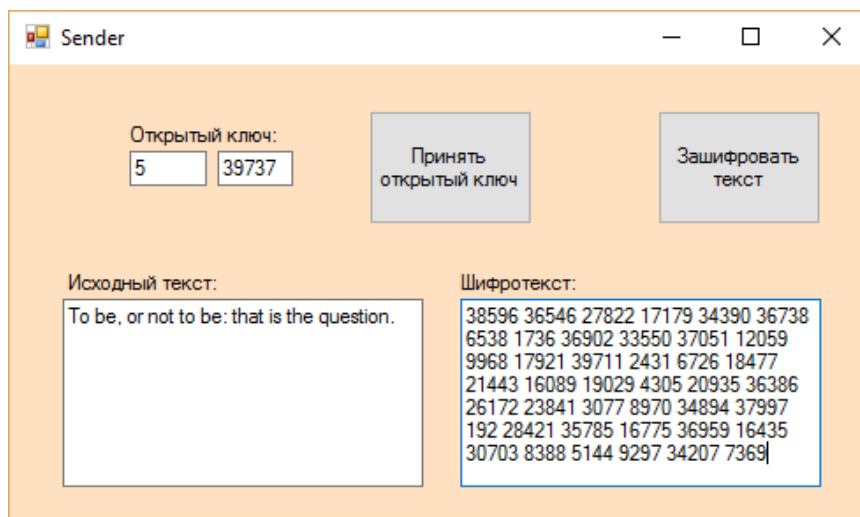 Sender
Открытый ключ:
5 39737
Принять
открытый ключ
Зашифровать
текст
Исходный текст:
To be, or not to be: that is the question.
Шифротекст:
38596 36546 27822 17179 34390 36738
6538 1736 36902 33550 37051 12059
9968 17921 39711 2431 6726 18477
21443 16089 19029 4305 20935 36386
26172 23841 3077 8970 34894 37997
192 28421 35785 16775 36959 16435
30703 8388 5144 9297 34207 7369